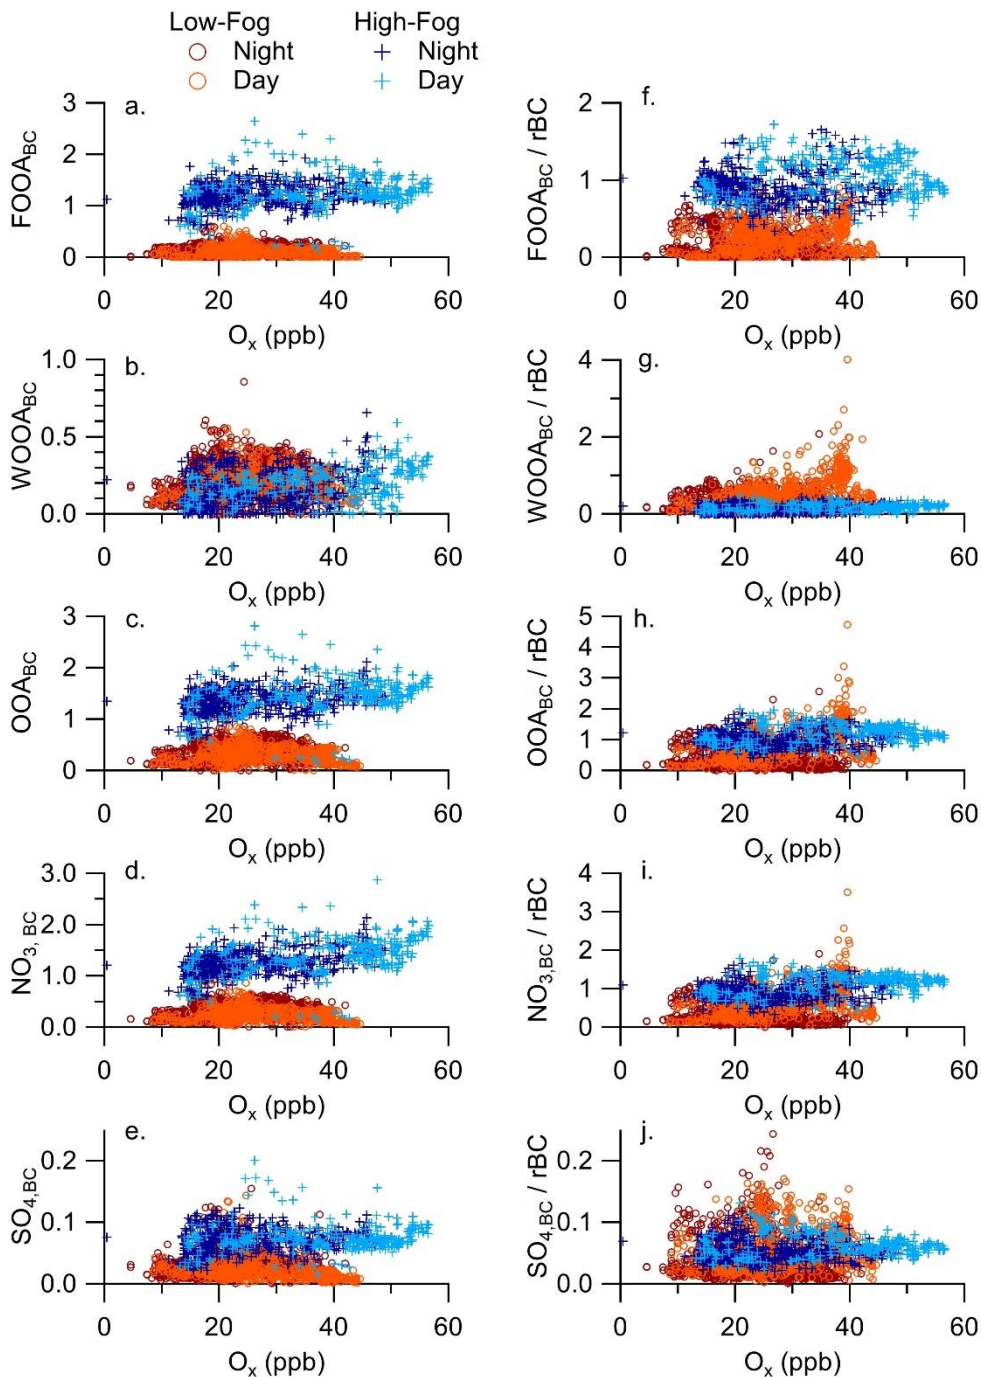 Low-Fog High-Fog
Night Night
Day Day
a.
FOOA_BC
3
2
1
0
0 20 40 60
O_x (ppb)
f.
FOOA_BC / rBC
2
1
0
0 20 40 60
O_x (ppb)
b.
WOOA_BC
1.0
0.5
0.0
0 20 40 60
O_x (ppb)
g.
WOOA_BC / rBC
4
2
0
0 20 40 60
O_x (ppb)
c.
OOA_BC
3
2
1
0
0 20 40 60
O_x (ppb)
h.
OOA_BC / rBC
5
4
3
2
1
0
0 20 40 60
O_x (ppb)
d.
NO_3, BC
3.0
2.0
1.0
0.0
0 20 40 60
O_x (ppb)
i.
NO_3,BC / rBC
4
3
2
1
0
0 20 40 60
O_x (ppb)
e.
SO_4,BC
0.2
0.1
0.0
0 20 40 60
O_x (ppb)
j.
SO_4,BC / rBC
0.2
0.1
0.0
0 20 40 60
O_x (ppb)